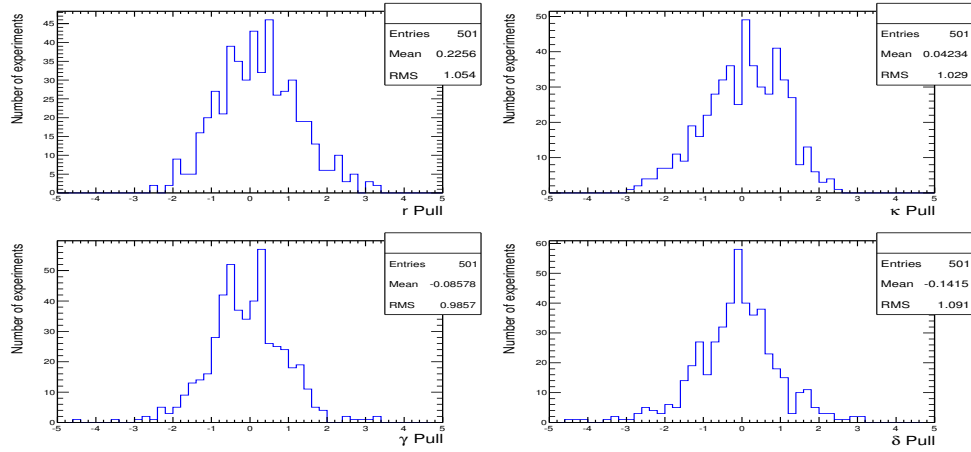 Number of experiments
45
40
35
30
25
20
15
10
5
0
-5 -4 -3 -2 -1 0 1 2 3 4 5
r Pull
Entries 501
Mean 0.2256
RMS 1.054
Number of experiments
50
40
30
20
10
0
-5 -4 -3 -2 -1 0 1 2 3 4 5
κ Pull
Entries 501
Mean 0.04234
RMS 1.029
Number of experiments
50
40
30
20
10
0
-5 -4 -3 -2 -1 0 1 2 3 4 5
γ Pull
Entries 501
Mean -0.08578
RMS 0.9857
Number of experiments
60
50
40
30
20
10
0
-5 -4 -3 -2 -1 0 1 2 3 4 5
δ Pull
Entries 501
Mean -0.1415
RMS 1.091